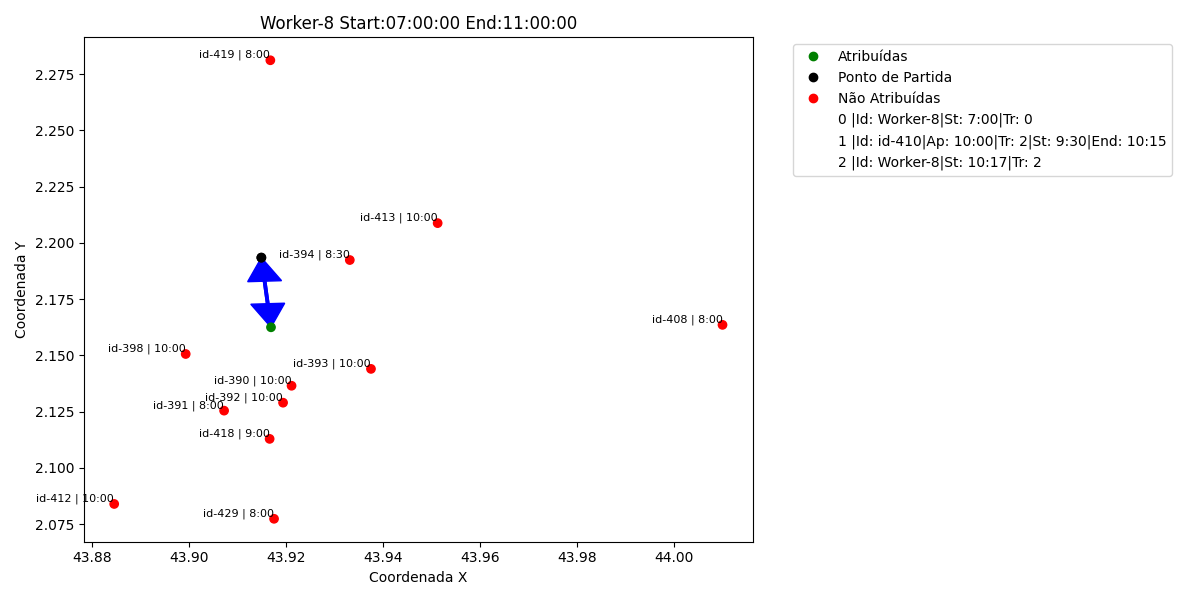 Worker-8 Start:07:00:00 End:11:00:00
id-419 | 8:00
id-413 | 10:00
id-394 | 8:30
id-408 | 8:00
id-398 | 10:00
id-393 | 10:00
id-390 | 10:00
id-392 | 10:00
id-391 | 8:00
id-418 | 9:00
id-412 | 10:00
id-429 | 8:00
Coordenada Y
2.275
2.250
2.225
2.200
2.175
2.150
2.125
2.100
2.075
43.88 43.90 43.92 43.94 43.96 43.98 44.00
Coordenada X
Atribuídas
Ponto de Partida
Não Atribuídas
0 |Id: Worker-8|St: 7:00|Tr: 0
1 |Id: id-410|Ap: 10:00|Tr: 2|St: 9:30|End: 10:15
2 |Id: Worker-8|St: 10:17|Tr: 2